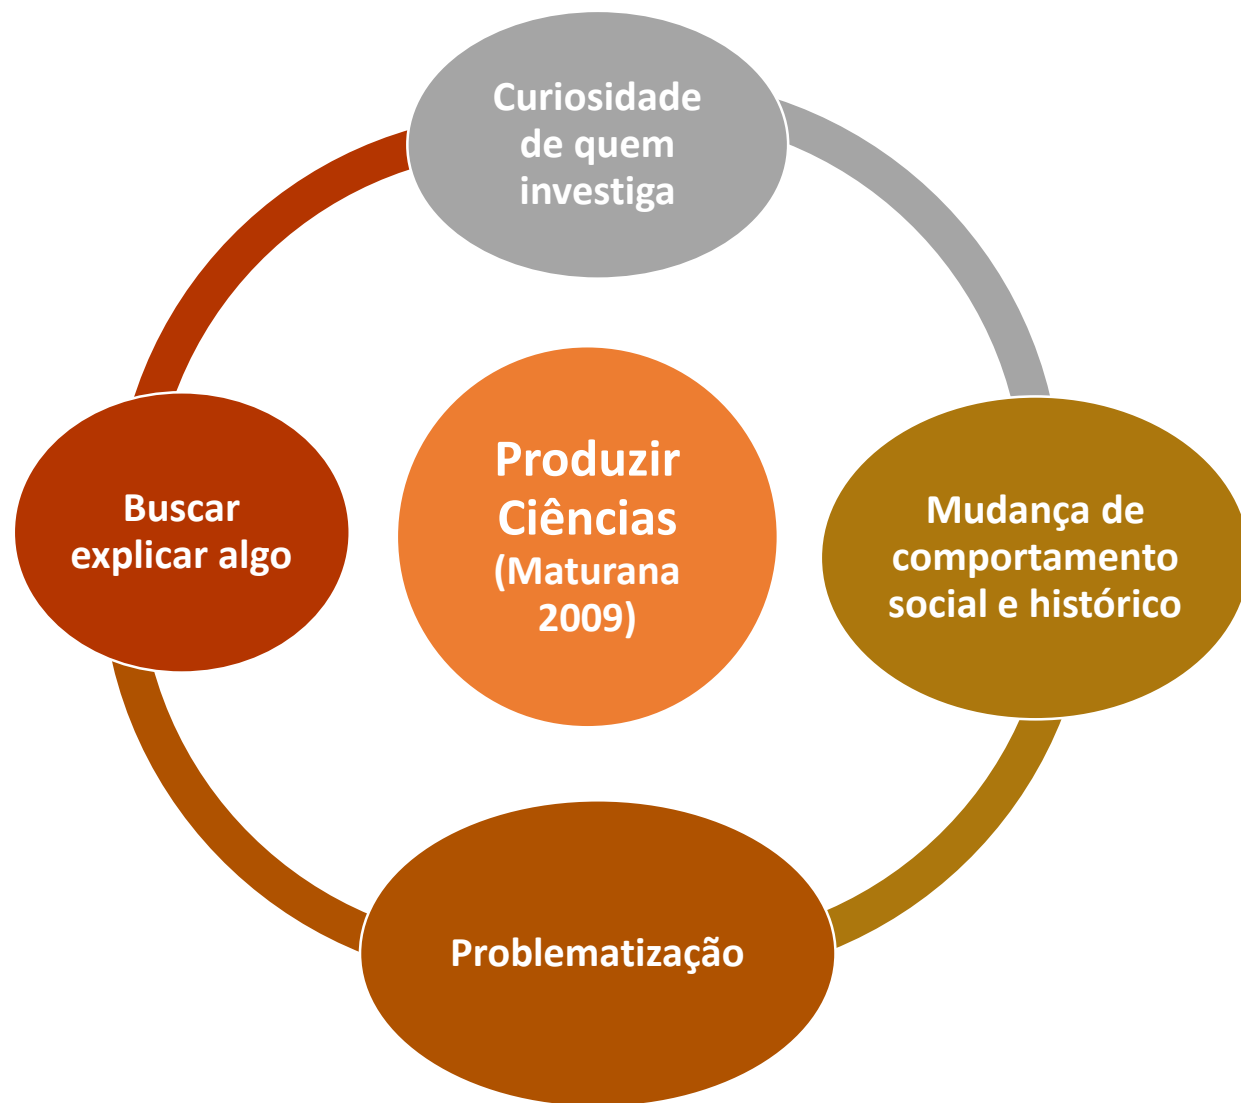 Curiosidade
de quem
investiga
Produzir
Ciências
(Maturana
2009)
Buscar
explicar algo
Mudança de
comportamento
social e histórico
Problematização